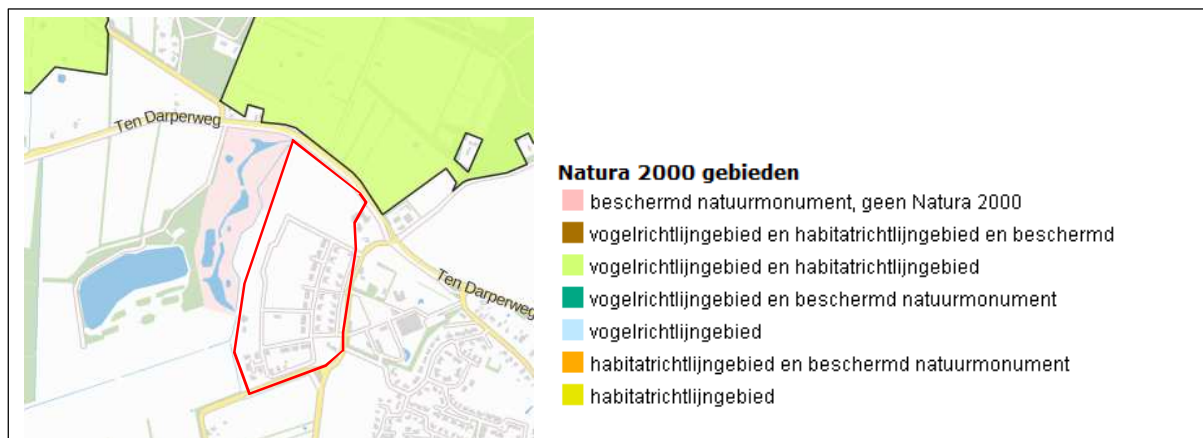 Ten Darperweg
Ten Darperweg
Natura 2000 gebieden
beschermd natuurmonument, geen Natura 2000
vogelrichtlijngebied en habitatrichtlijngebied en beschermd
vogelrichtlijngebied en habitatrichtlijngebied
vogelrichtlijngebied en beschermd natuurmonument
vogelrichtlijngebied
habitatrichtlijngebied en beschermd natuurmonument
habitatrichtlijngebied